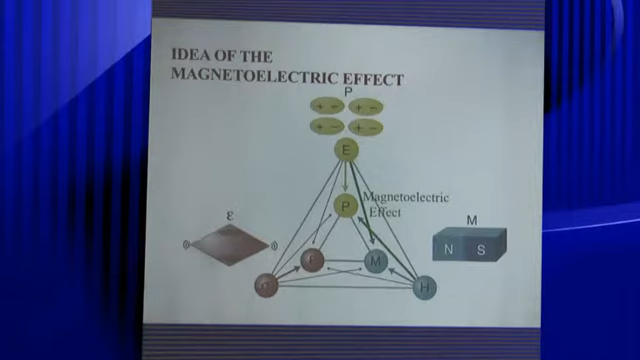 IDEA OF THE
MAGNETOELECTRIC EFFECT
P
+ − + −
+ − + −
E
P
Magnetoelectric
Effect
ε
M
N S
M
H